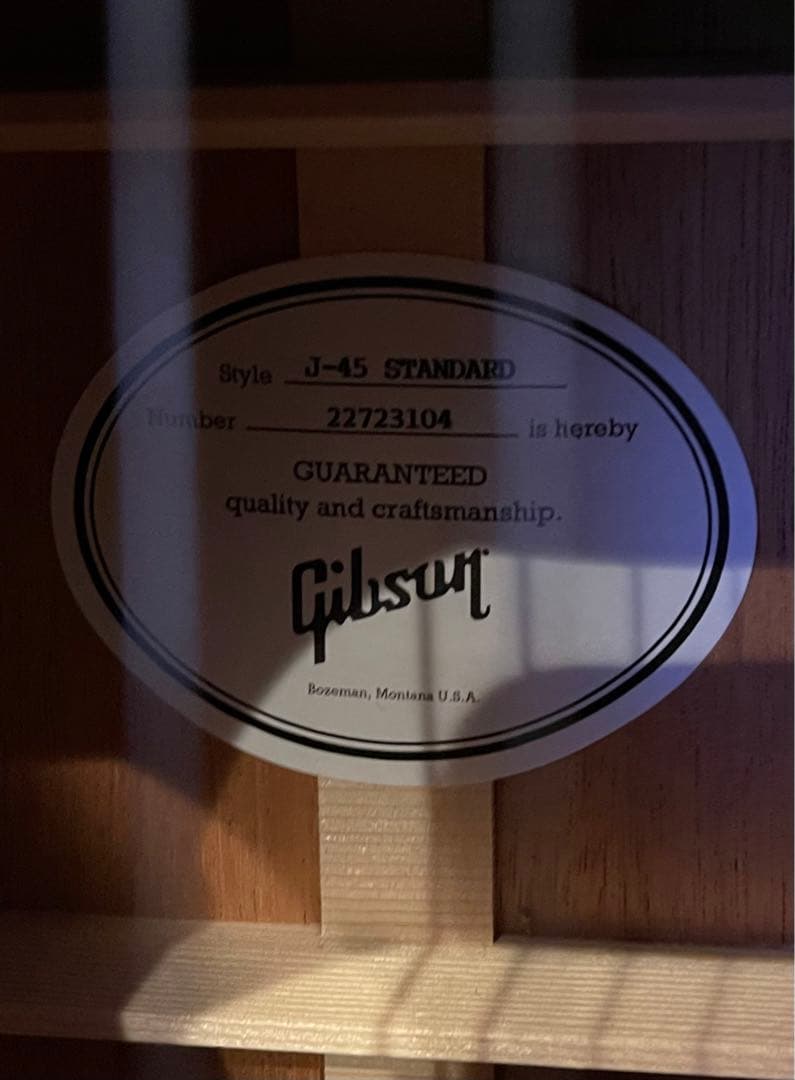 Style J-45 STANDARD
Number 22723104 is hereby
GUARANTEED
quality and craftsmanship.
Gibson
Bozeman, Montana U.S.A.